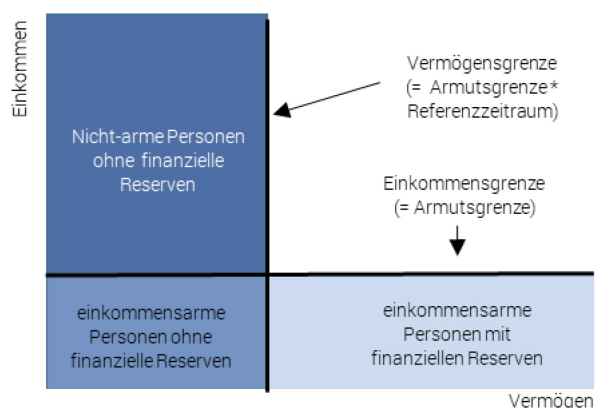 Einkommen
Vermögensgrenze
(= Armutsgrenze*
Referenzzeitraum)
Nicht-arme Personen
ohne finanzielle
Reserven
Einkommensgrenze
(= Armutsgrenze)
einkommensarme
Personen ohne
finanzielle Reserven
einkommensarme
Personen mit
finanziellen Reserven
Vermögen